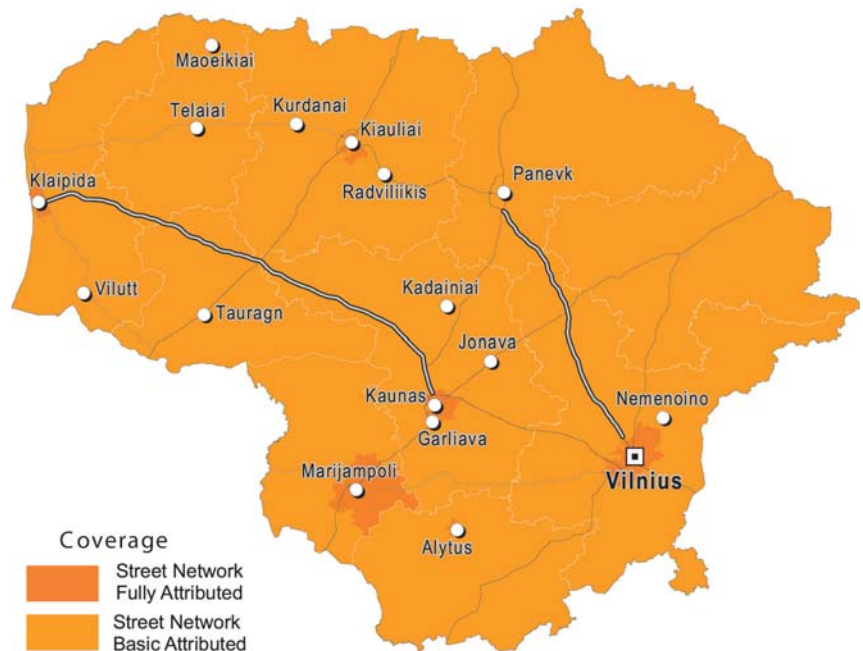 Maoeikiai
Telaiai
Kurdanai
Kiauliai
Radviliikis
Panevk
Klaipida
Vilutt
Tauragn
Kadainiai
Jonava
Kaunas
Garliava
Nemenoino
Vilnius
Marijampoli
Alytus
Coverage
Street Network
Fully Attributed
Street Network
Basic Attributed